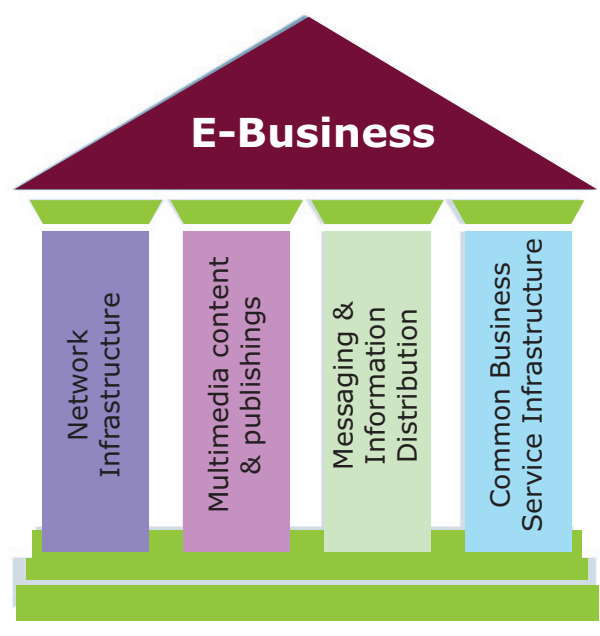 E-Business
Network
Infrastructure
Multimedia content
& publishings
Messaging &
Information
Distribution
Common Business
Service Infrastructure